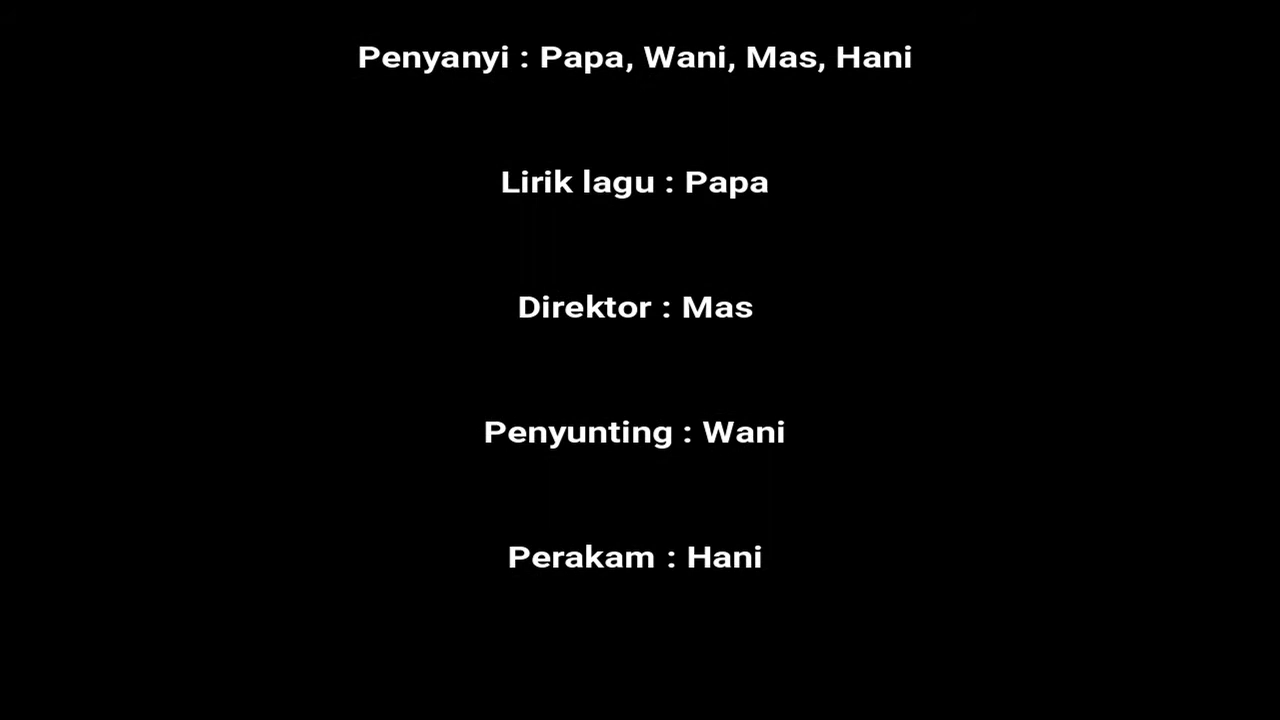 Penyanyi : Papa, Wani, Mas, Hani
Lirik lagu : Papa
Direktor : Mas
Penyunting : Wani
Perakam : Hani